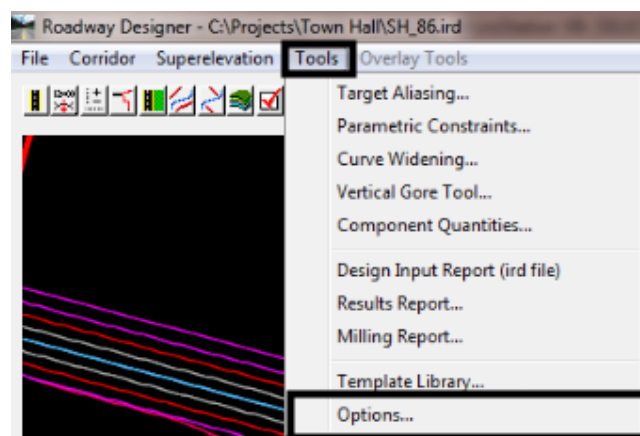 Roadway Designer - C:\Projects\Town Hall\SH_86.ird
File Corridor Superelevation Tools Overlay Tools
Target Aliasing...
Parametric Constraints...
Curve Widening...
Vertical Gore Tool...
Component Quantities...
Design Input Report (ird file)
Results Report...
Milling Report...
Template Library...
Options...